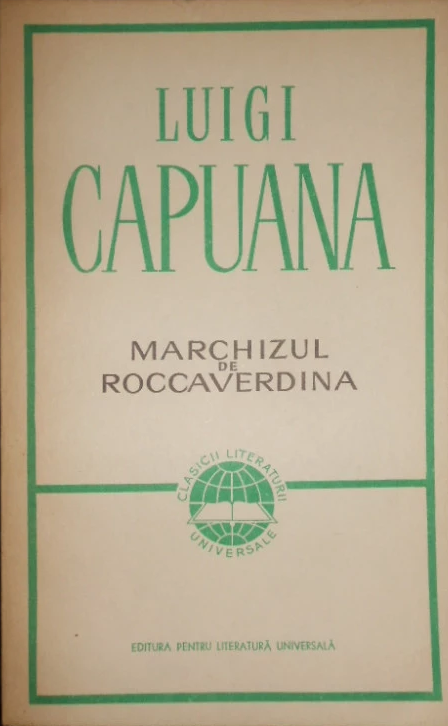 LUIGI
CAPUANA
MARCHIZUL
DE
ROCCAVERDINA
CLASICII LITERATURII
UNIVERSALE
EDITURA PENTRU LITERATURĂ UNIVERSALĂ